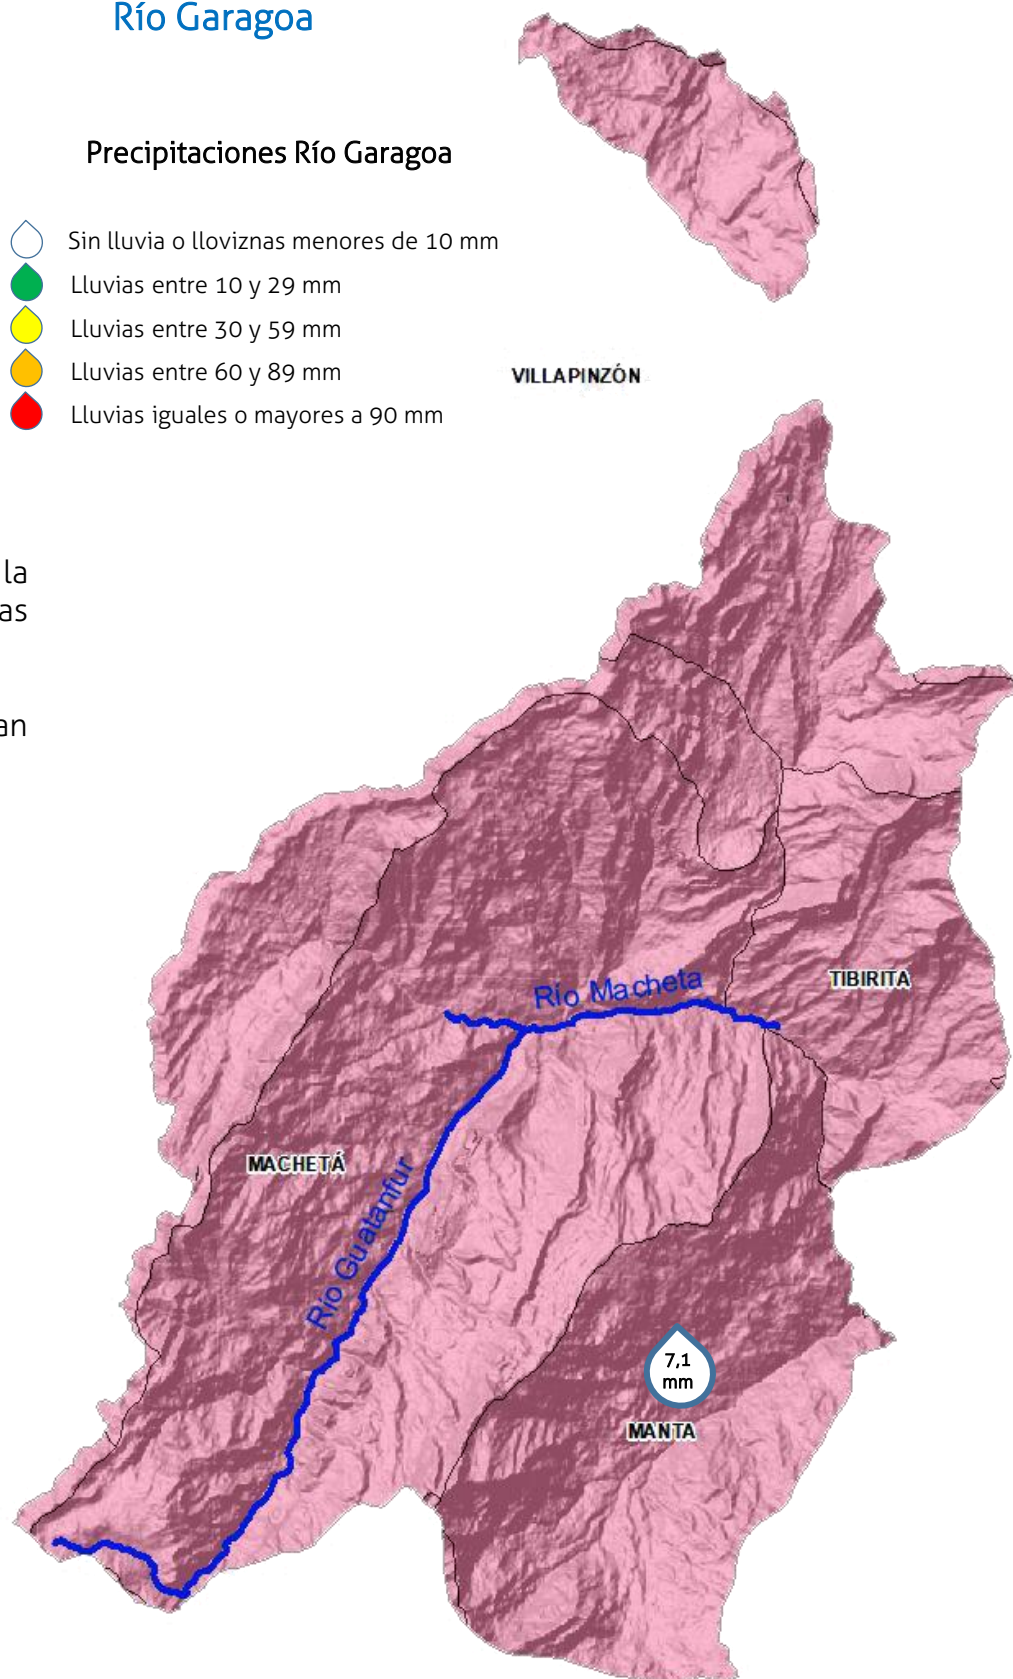 Río Garagoa
Precipitaciones Río Garagoa
Sin lluvia o lloviznas menores de 10 mm
Lluvias entre 10 y 29 mm
Lluvias entre 30 y 59 mm
Lluvias entre 60 y 89 mm
Lluvias iguales o mayores a 90 mm
VILLAPINZÓN
la
as
an
Río Macheta
TIBIRITA
MACHETÁ
Río Guatanfur
7,1
mm
MANTA